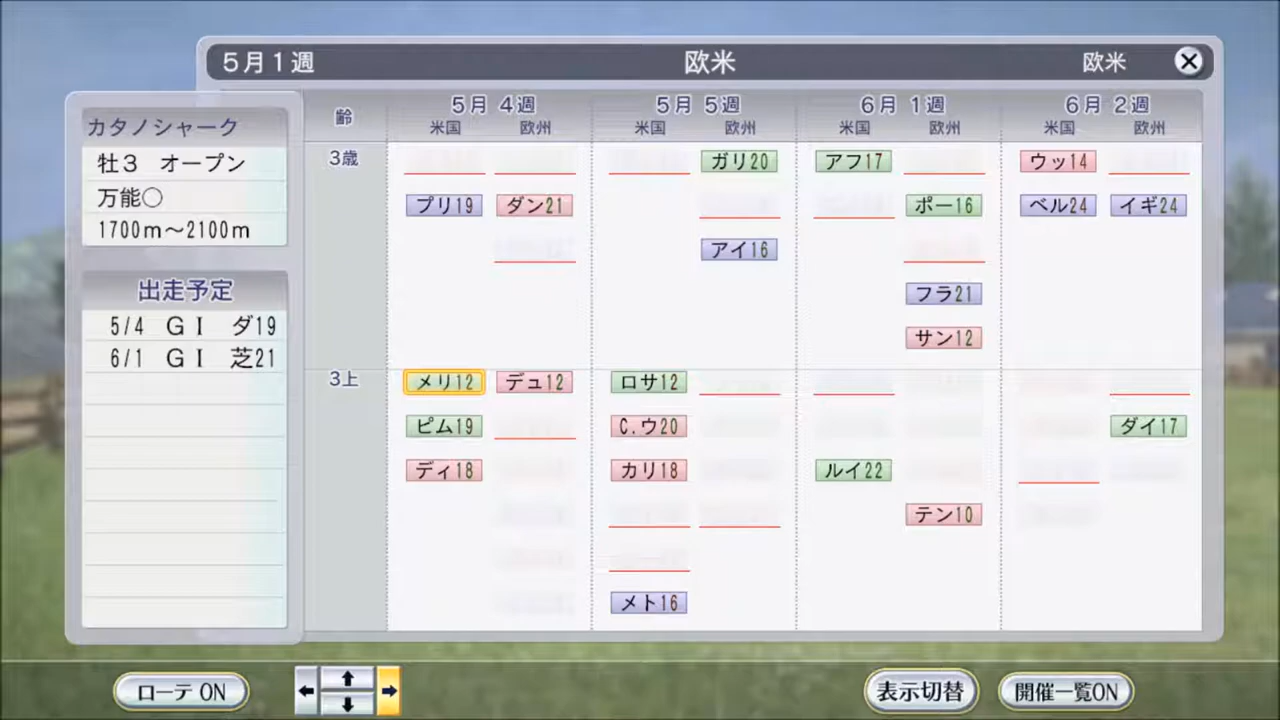 5月1週 欧米 欧米
カタノシャーク
牡3 オープン
万能○
1700m～2100m
出走予定
5/4 GⅠ ダ19
6/1 GⅠ 芝21
齢 5月 4週 5月 5週 6月 1週 6月 2週
米国 欧州 米国 欧州 米国 欧州 米国 欧州
3歳 ガリ20 アフ17 ウッ14
プリ19 ダン21 ポー16 ベル24 イギ24
アイ16
フラ21
サン12
3上 メリ12 デュ12 ロサ12
ピム19 C.ウ20 ダイ17
ディ18 カリ18 ルイ22
テン10
メト16
ローテ ON 表示切替 開催一覧ON